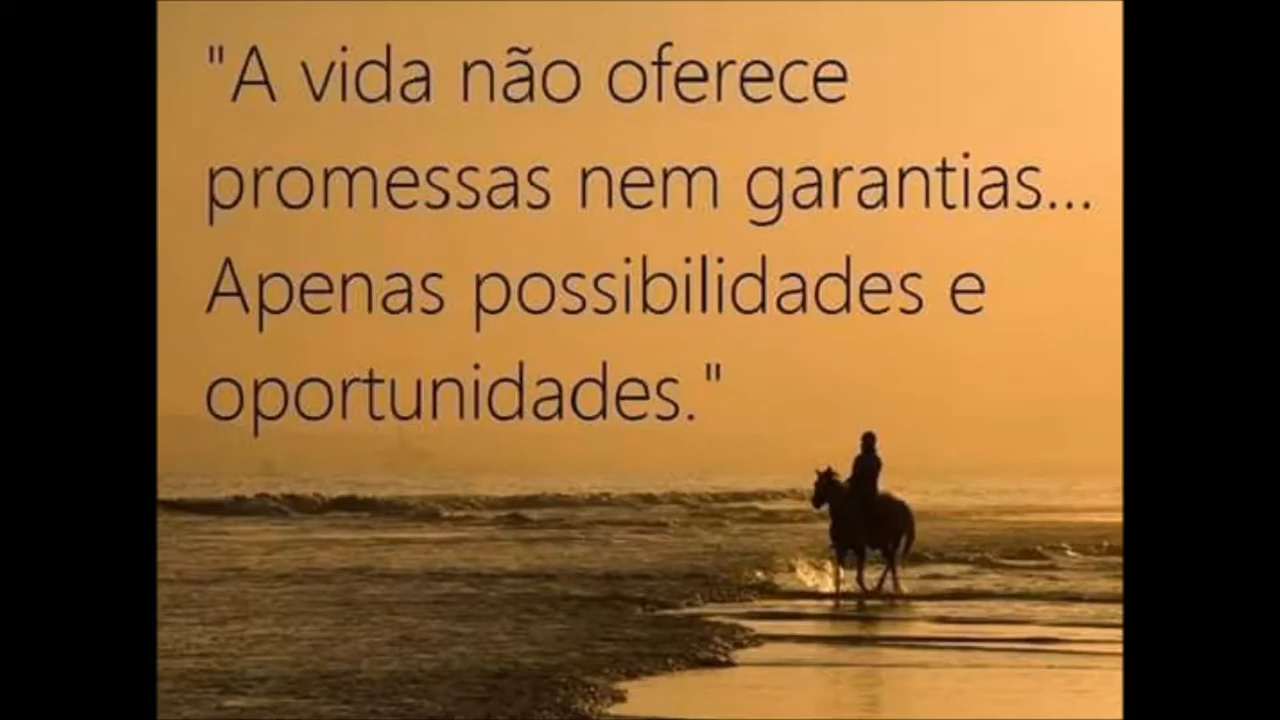 "A vida não oferece
promessas nem garantias...
Apenas possibilidades e
oportunidades."